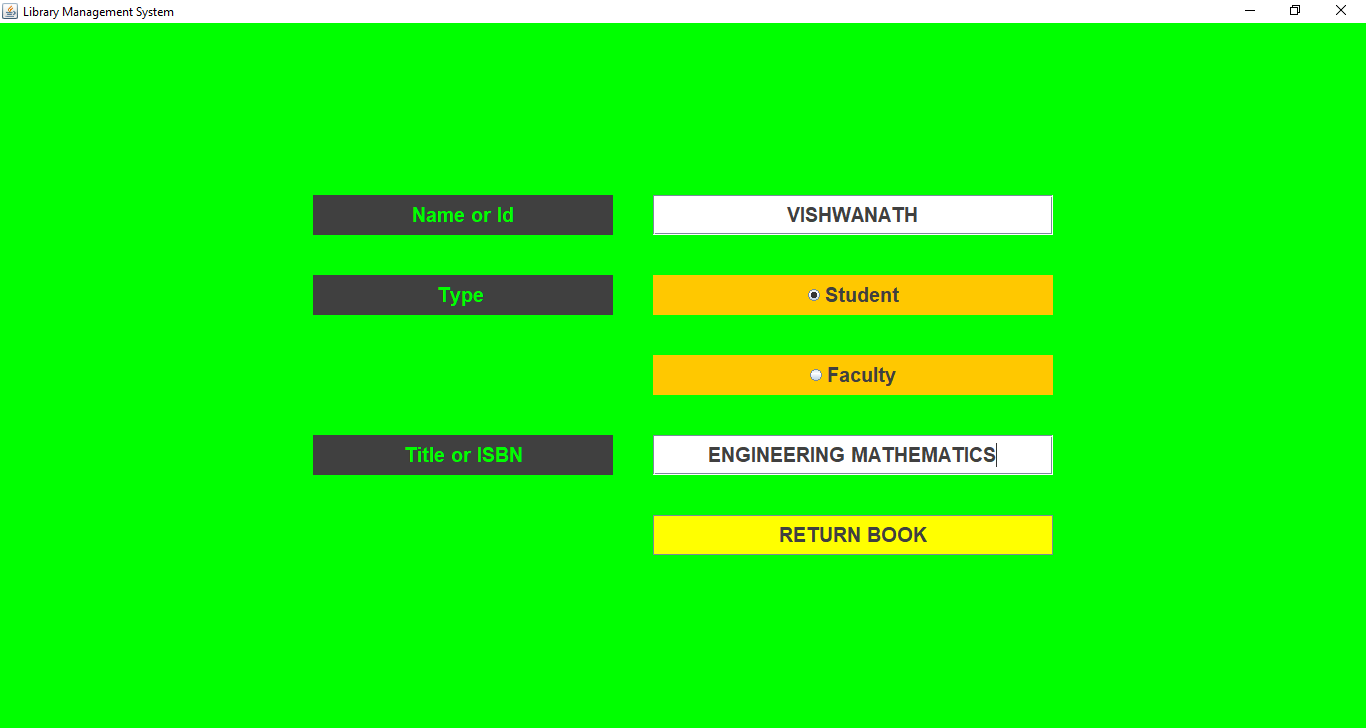 Library Management System
Name or Id
VISHWANATH
Type
Student
Faculty
Title or ISBN
ENGINEERING MATHEMATICS
RETURN BOOK